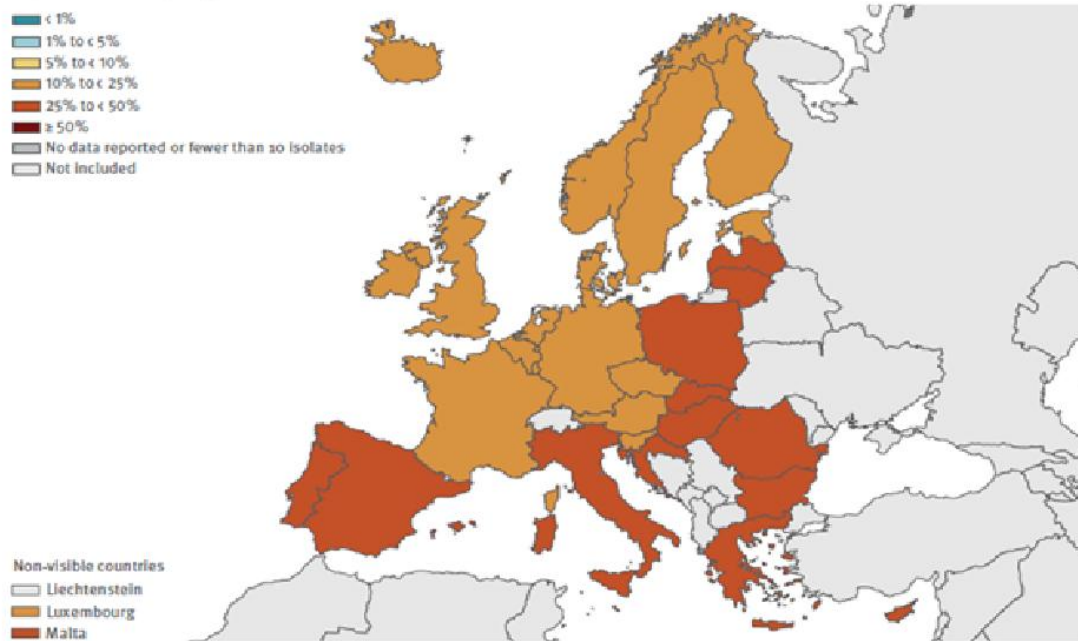 < 1%
1% to < 5%
5% to < 10%
10% to < 25%
25% to < 50%
≥ 50%
No data reported or fewer than 10 isolates
Not included
Non-visible countries
Liechtenstein
Luxembourg
Malta